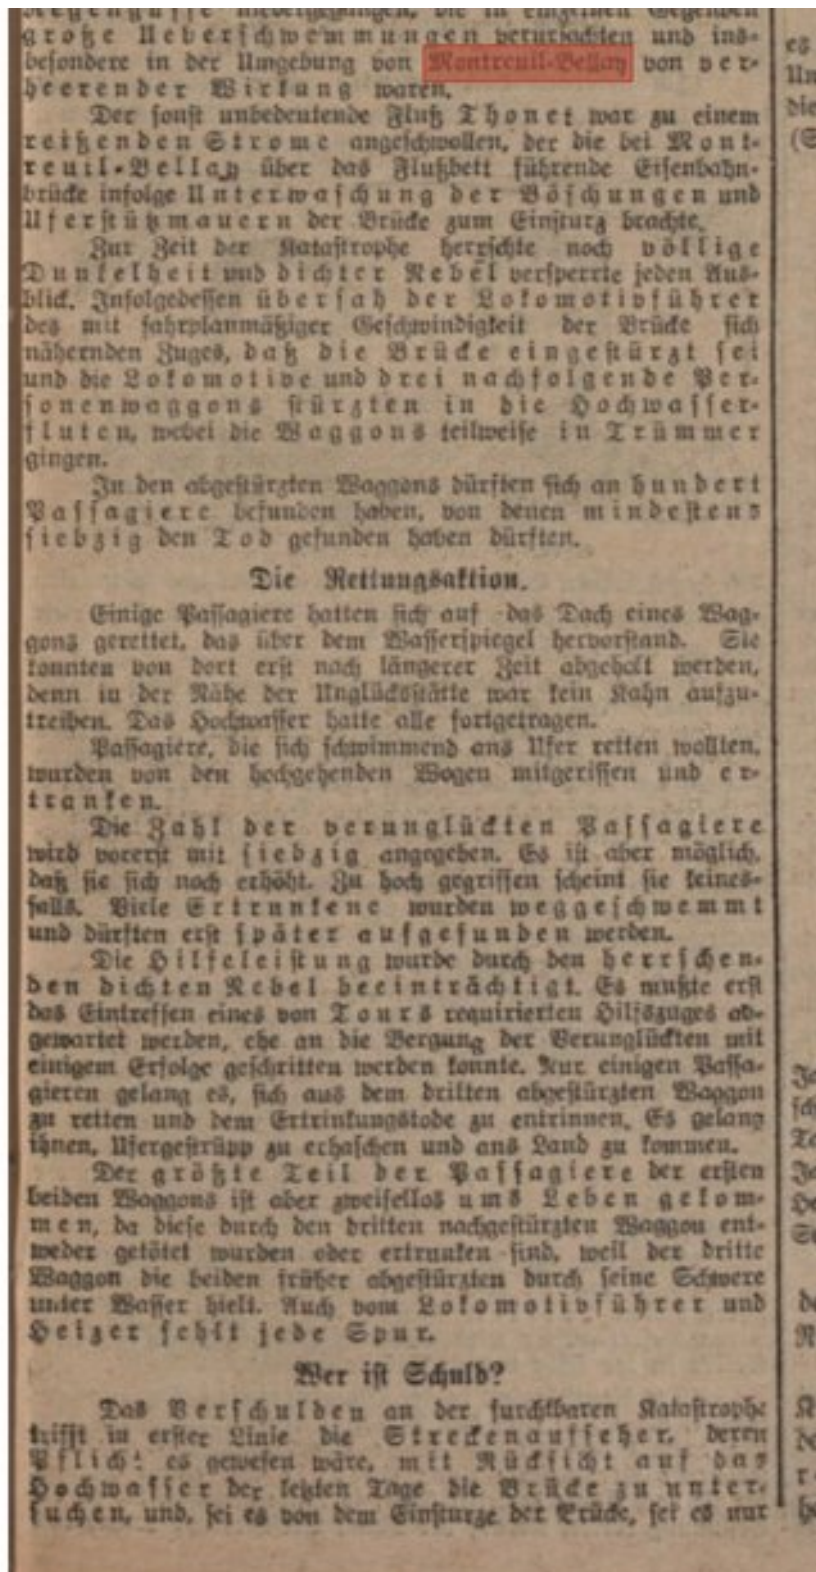 Regengüsse niedergegangen, die in einzelnen Gegenden
große Ueberschwemmungen verursachten und ins-
besondere in der Umgebung von Montreuil-Bellay von ver-
heerender Wirkung waren.
Der sonst unbedeutende Fluß Thonet war zu einem
reißenden Strome angeschwollen, der die bei Mont-
reuil-Bellay über das Flußbett führende Eisenbahn-
brücke infolge Unterwaschung der Böschungen und
Uferstützmauern der Brücke zum Einsturz brachte.
Zur Zeit der Katastrophe herrschte noch völlige
Dunkelheit und dichter Nebel versperrte jeden Aus-
blick. Infolgedessen übersah der Lokomotivführer
des mit fahrplanmäßiger Geschwindigkeit der Brücke sich
nähernden Zuges, daß die Brücke eingestürzt sei
und die Lokomotive und drei nachfolgende Per-
sonenwaggons stürzten in die Hochwasser-
fluten, wobei die Waggons teilweise in Trümmer
gingen.
In den abgestürzten Waggons dürften sich an hundert
Passagiere befunden haben, von denen mindestens
siebzig den Tod gefunden haben dürften.
Die Rettungsaktion.
Einige Passagiere hatten sich auf das Dach eines Wag-
gons gerettet, das über dem Wasserspiegel hervorstand. Sie
konnten von dort erst nach längerer Zeit abgeholt werden,
denn in der Nähe der Unglücksstätte war kein Kahn aufzu-
treiben. Das Hochwasser hatte alle fortgetragen.
Passagiere, die sich schwimmend ans Ufer retten wollten,
wurden von den hochgehenden Wogen mitgerissen und er-
tranken.
Die Zahl der verunglückten Passagiere
wird vorerst mit siebzig angegeben. Es ist aber möglich,
daß sie sich noch erhöht. Zu hoch gegriffen scheint sie keines-
falls. Viele Ertrunkene wurden weggeschwemmt
und dürften erst später aufgefunden werden.
Die Hilfeleistung wurde durch den herrschen-
den dichten Nebel beeinträchtigt. Es mußte erst
das Eintreffen eines von Tours requirierten Hilfszuges ab-
gewartet werden, ehe an die Bergung der Verunglückten mit
einigem Erfolge geschritten werden konnte. Nur einigen Passa-
gieren gelang es, sich aus dem dritten abgestürzten Waggon
zu retten und dem Ertrinkungstode zu entrinnen. Es gelang
ihnen, Ufergestrüpp zu erhaschen und ans Land zu kommen.
Der größte Teil der Passagiere der ersten
beiden Waggons ist aber zweifellos ums Leben gekom-
men, da diese durch den dritten nachgestürzten Waggon ent-
weder getötet wurden oder ertrunken sind, weil der dritte
Waggon die beiden früher abgestürzten durch seine Schwere
unter Wasser hielt. Auch vom Lokomotivführer und
Heizer fehlt jede Spur.
Wer ist Schuld?
Das Verschulden an der furchtbaren Katastrophe
trifft in erster Linie die Streckenaufseher, deren
Pflicht es gewesen wäre, mit Rücksicht auf das
Hochwasser der letzten Tage die Brücke zu unter-
suchen, und, sei es von dem Einsturze der Brücke, sei es nur